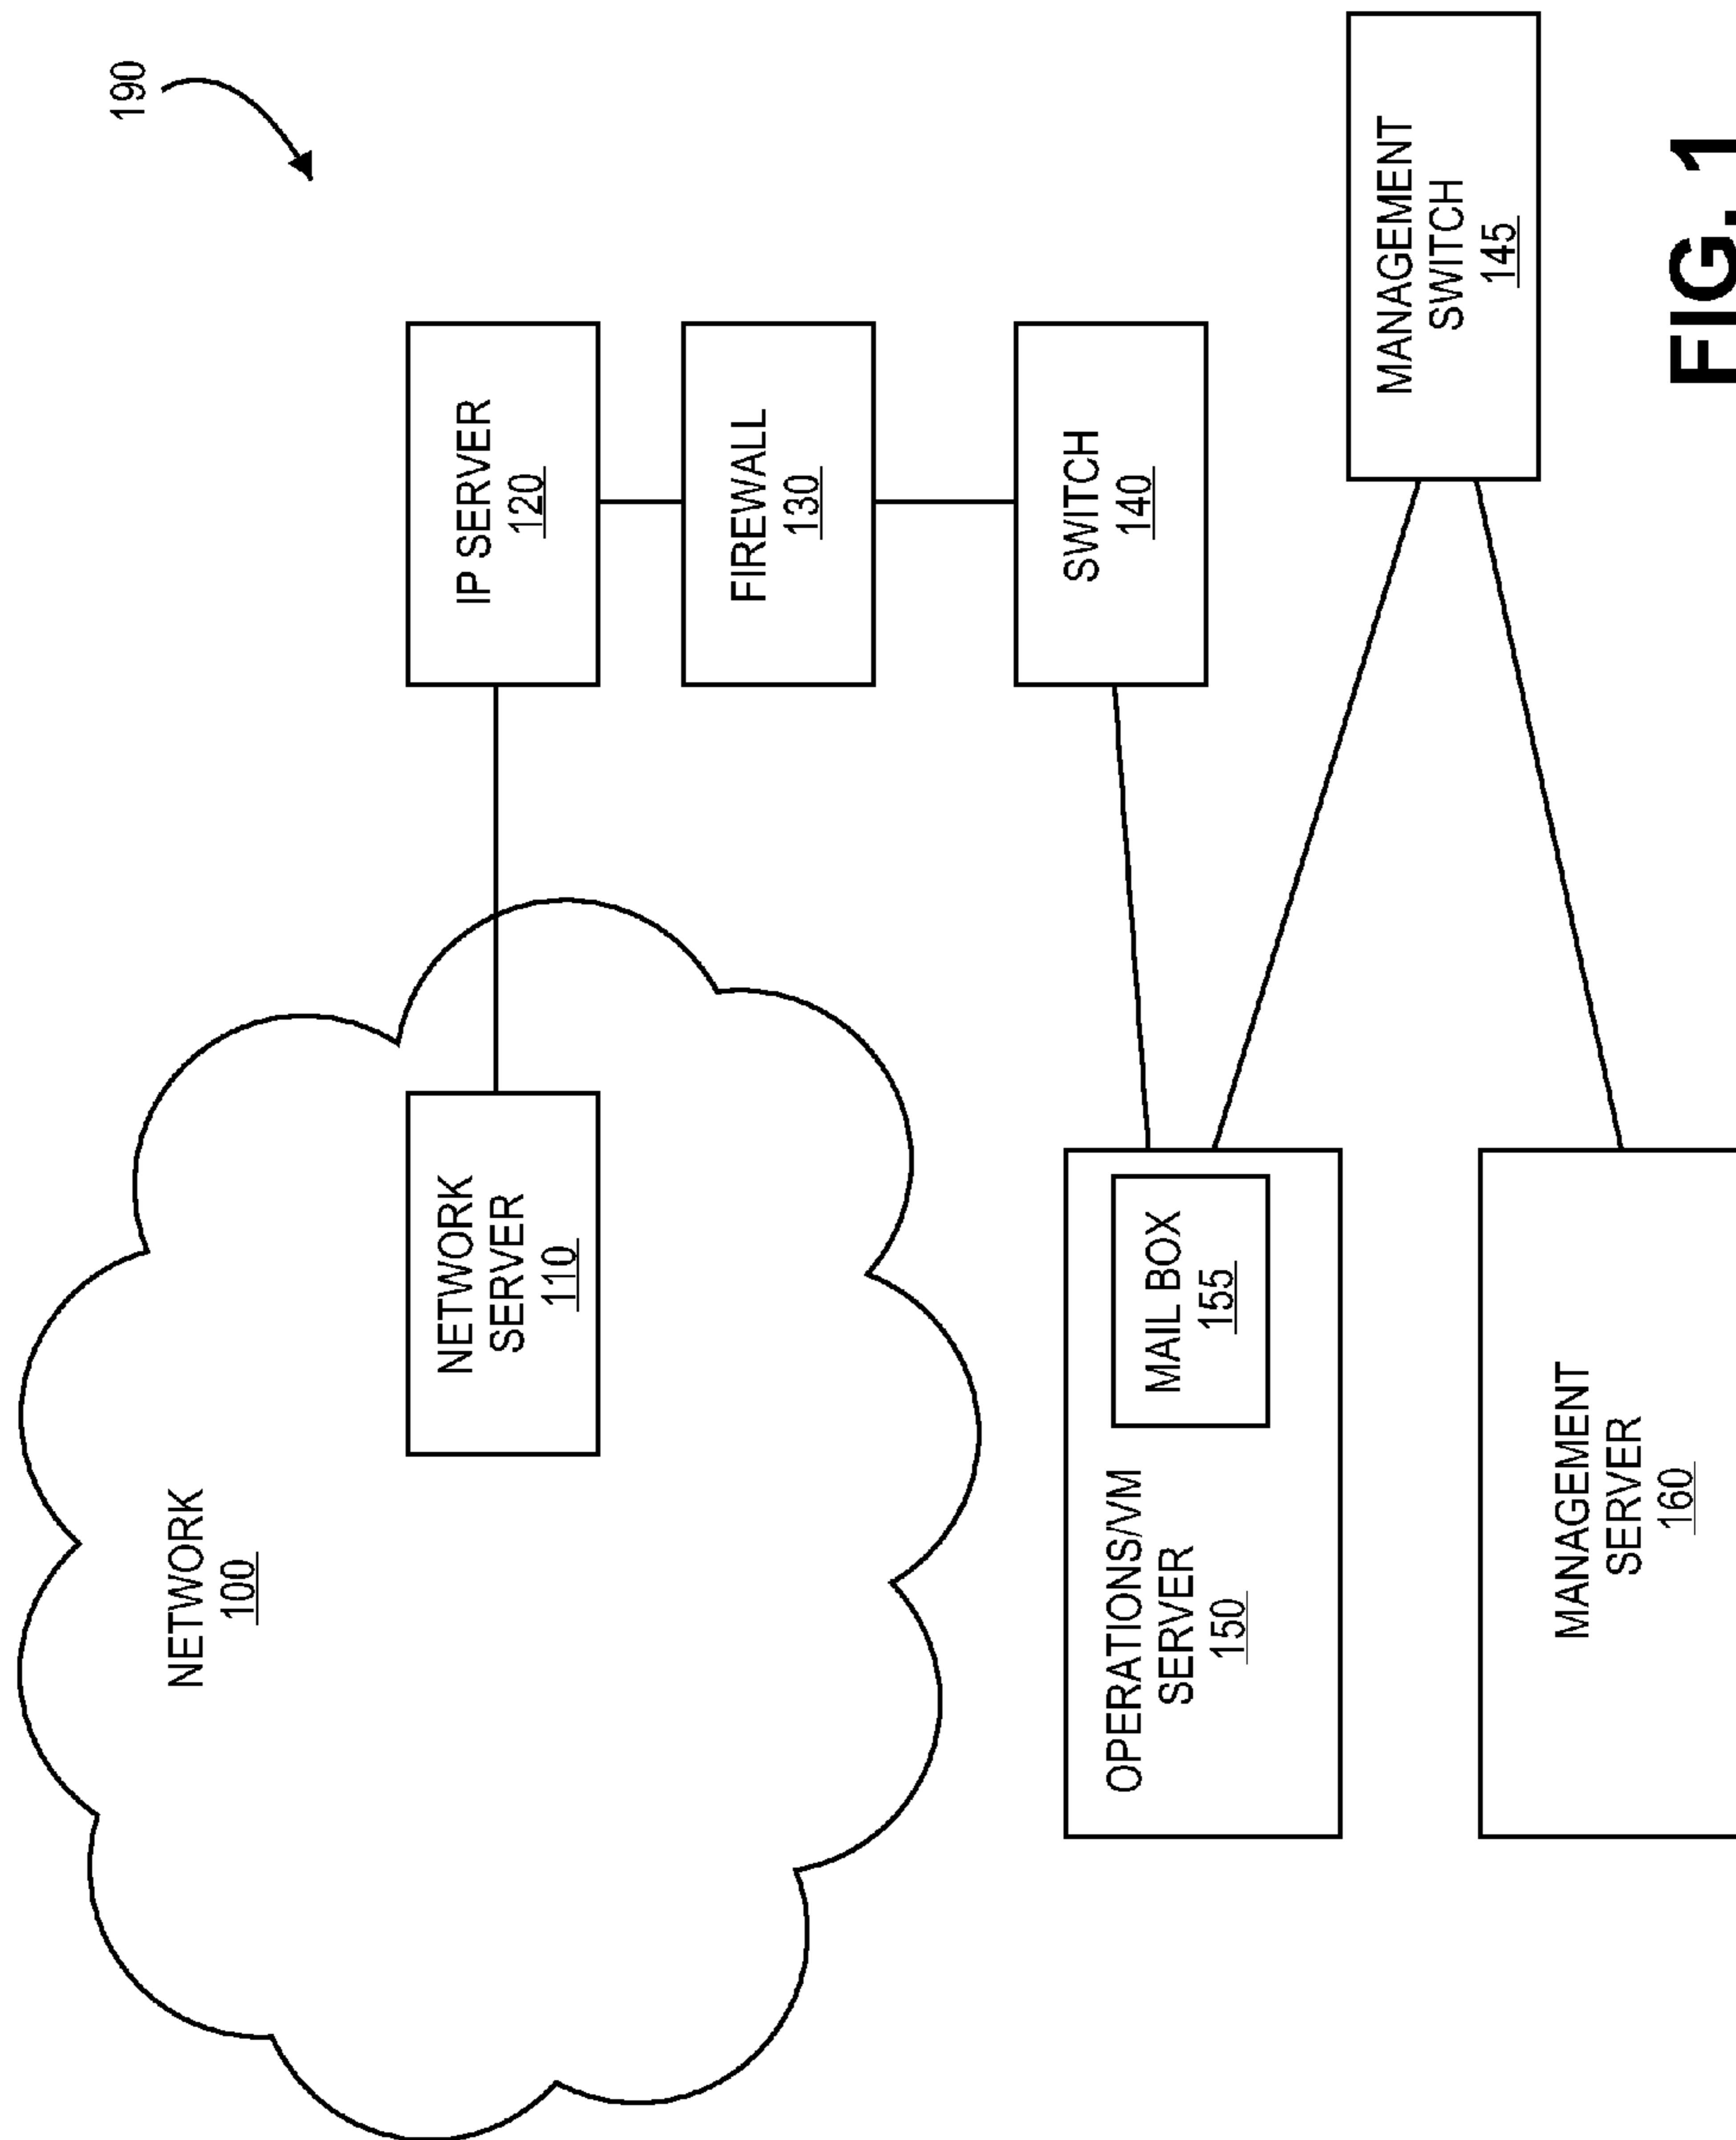 190
NETWORK
100
NETWORK
SERVER
110
IP SERVER
120
FIREWALL
130
SWITCH
140
OPERATIONS/VM
SERVER
150
MAIL BOX
155
MANAGEMENT
SWITCH
145
MANAGEMENT
SERVER
160
FIG. 1